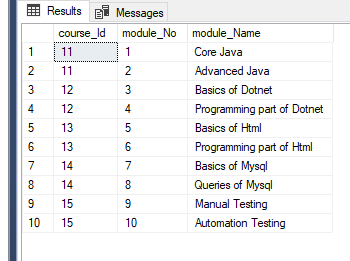 Results Messages
course_Id module_No module_Name
1 11 1 Core Java
2 11 2 Advanced Java
3 12 3 Basics of Dotnet
4 12 4 Programming part of Dotnet
5 13 5 Basics of Html
6 13 6 Programming part of Html
7 14 7 Basics of Mysql
8 14 8 Queries of Mysql
9 15 9 Manual Testing
10 15 10 Automation Testing